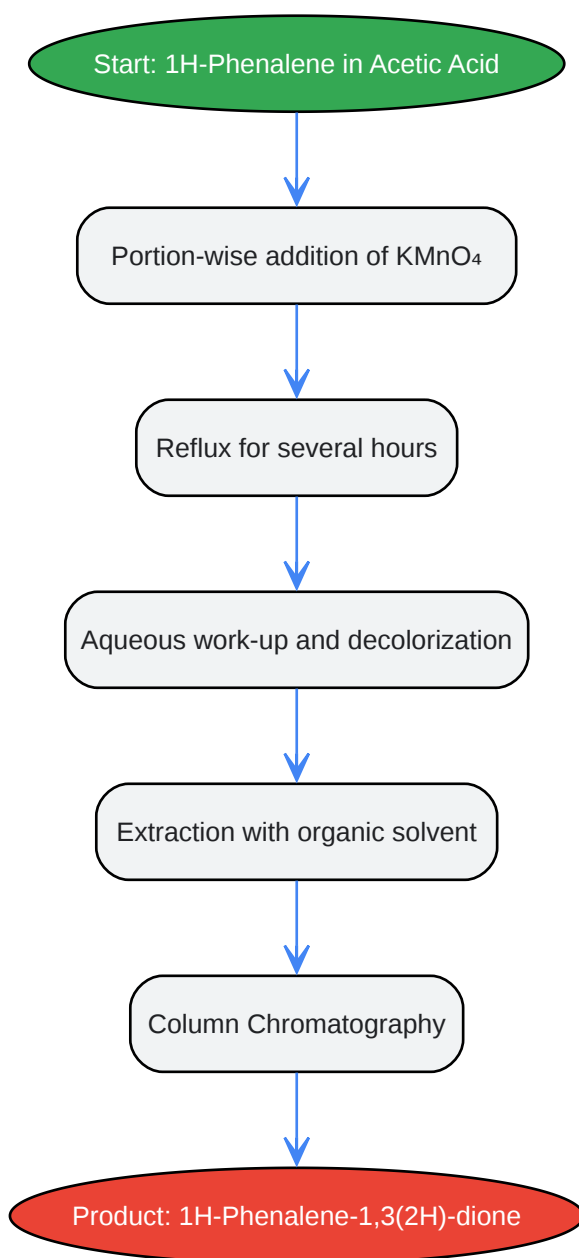 Start: 1H-Phenalene in Acetic Acid
Portion-wise addition of KMnO₄
Reflux for several hours
Aqueous work-up and decolorization
Extraction with organic solvent
Column Chromatography
Product: 1H-Phenalene-1,3(2H)-dione